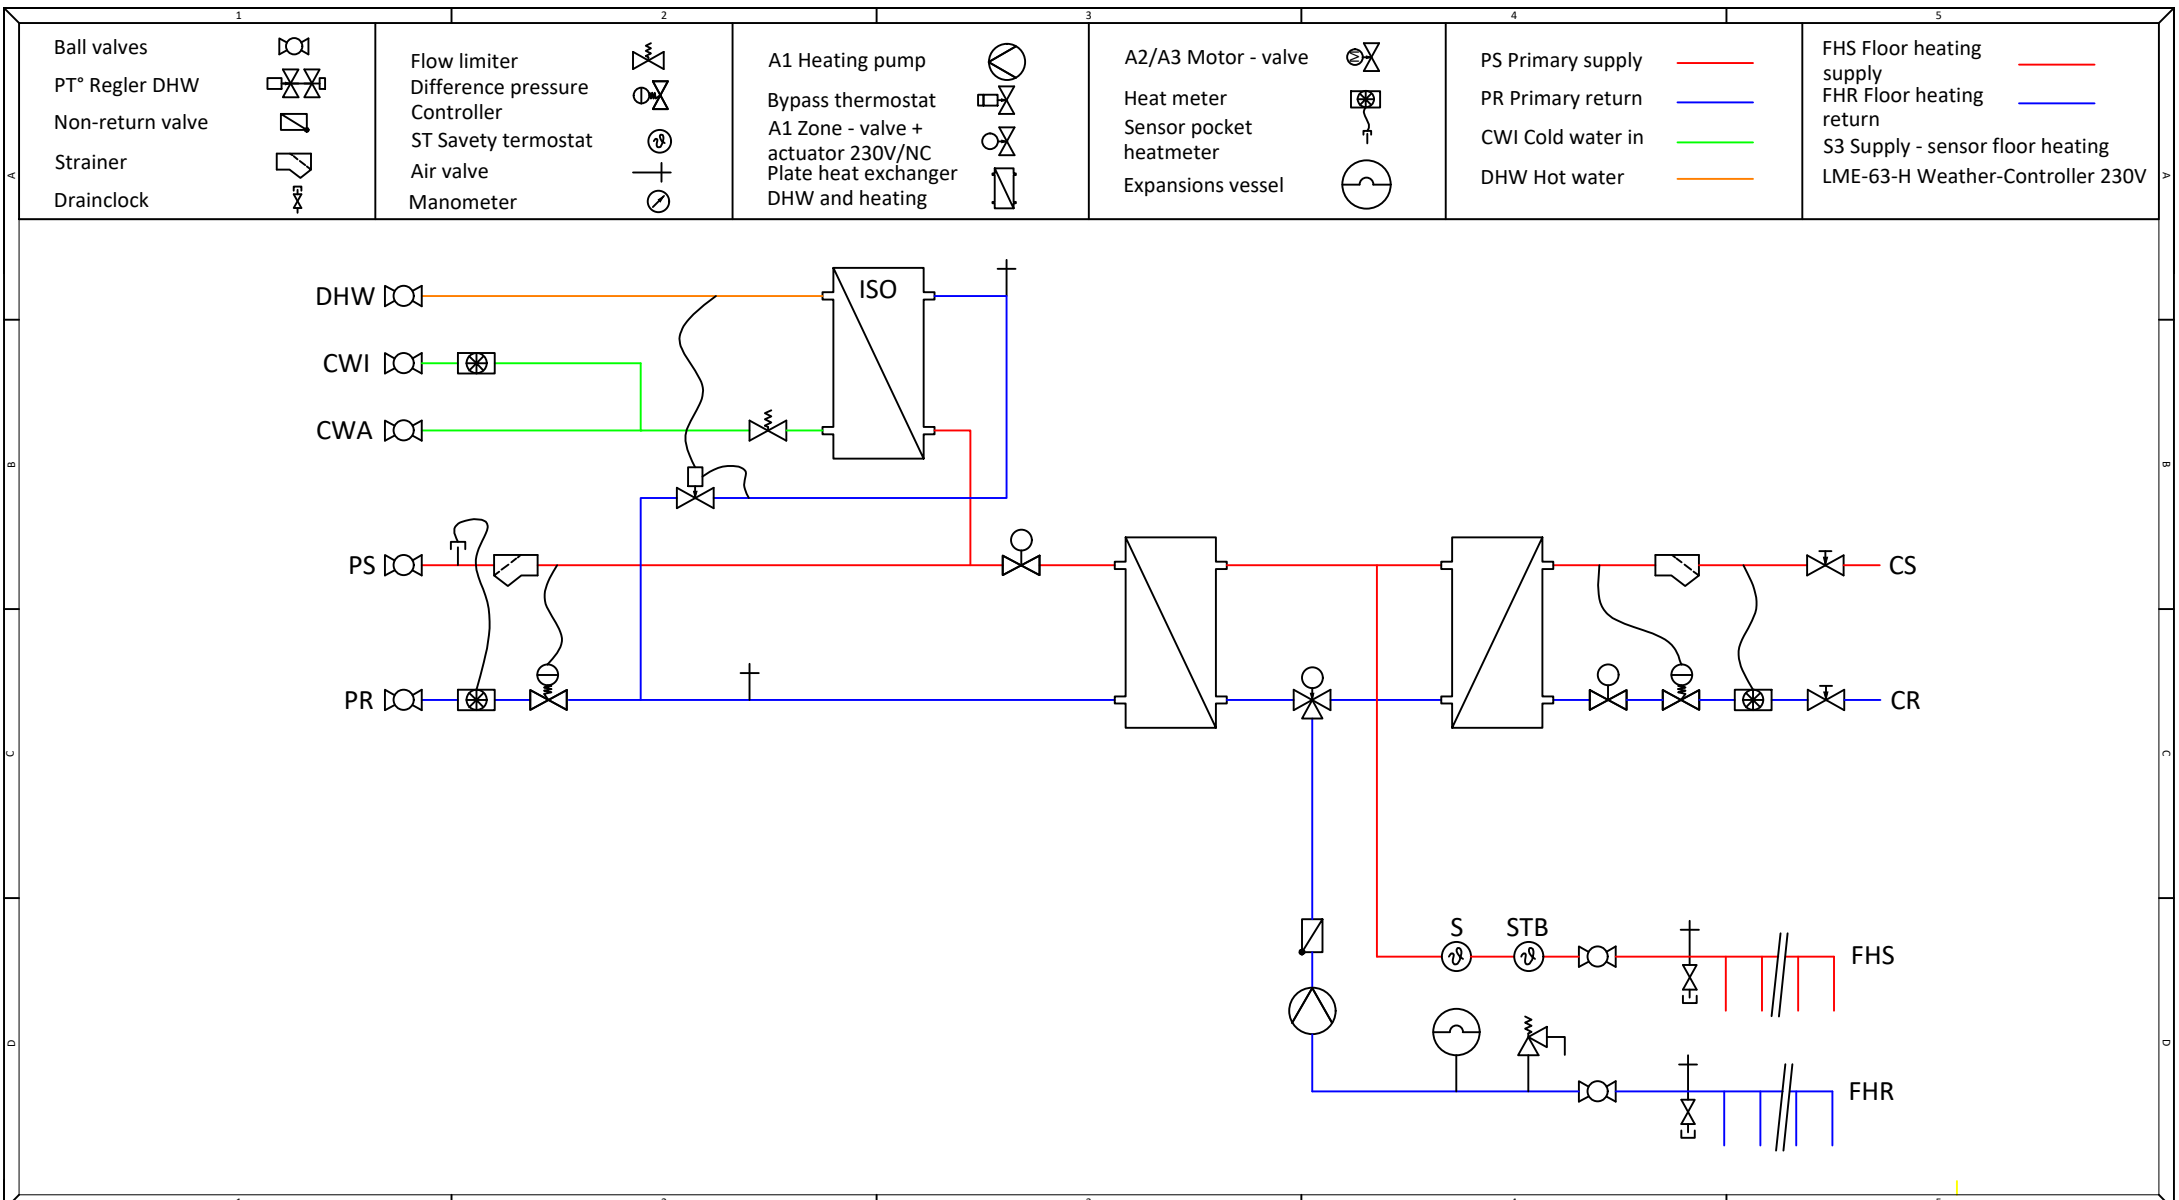 1 2 3 4 5
Ball valves
PT° Regler DHW
Non-return valve
Strainer
Drainclock
Flow limiter
Difference pressure
Controller
ST Savety termostat
Air valve
Manometer
A1 Heating pump
Bypass thermostat
A1 Zone - valve +
actuator 230V/NC
Plate heat exchanger
DHW and heating
A2/A3 Motor - valve
M
Heat meter
Sensor pocket
heatmeter
Expansions vessel
PS Primary supply
PR Primary return
CWI Cold water in
DHW Hot water
FHS Floor heating
supply
FHR Floor heating
return
S3 Supply - sensor floor heating
LME-63-H Weather-Controller 230V
A A
DHW
ISO
CWI
CWA
B B
PS
CS
PR
CR
C C
S STB
FHS
D D
FHR